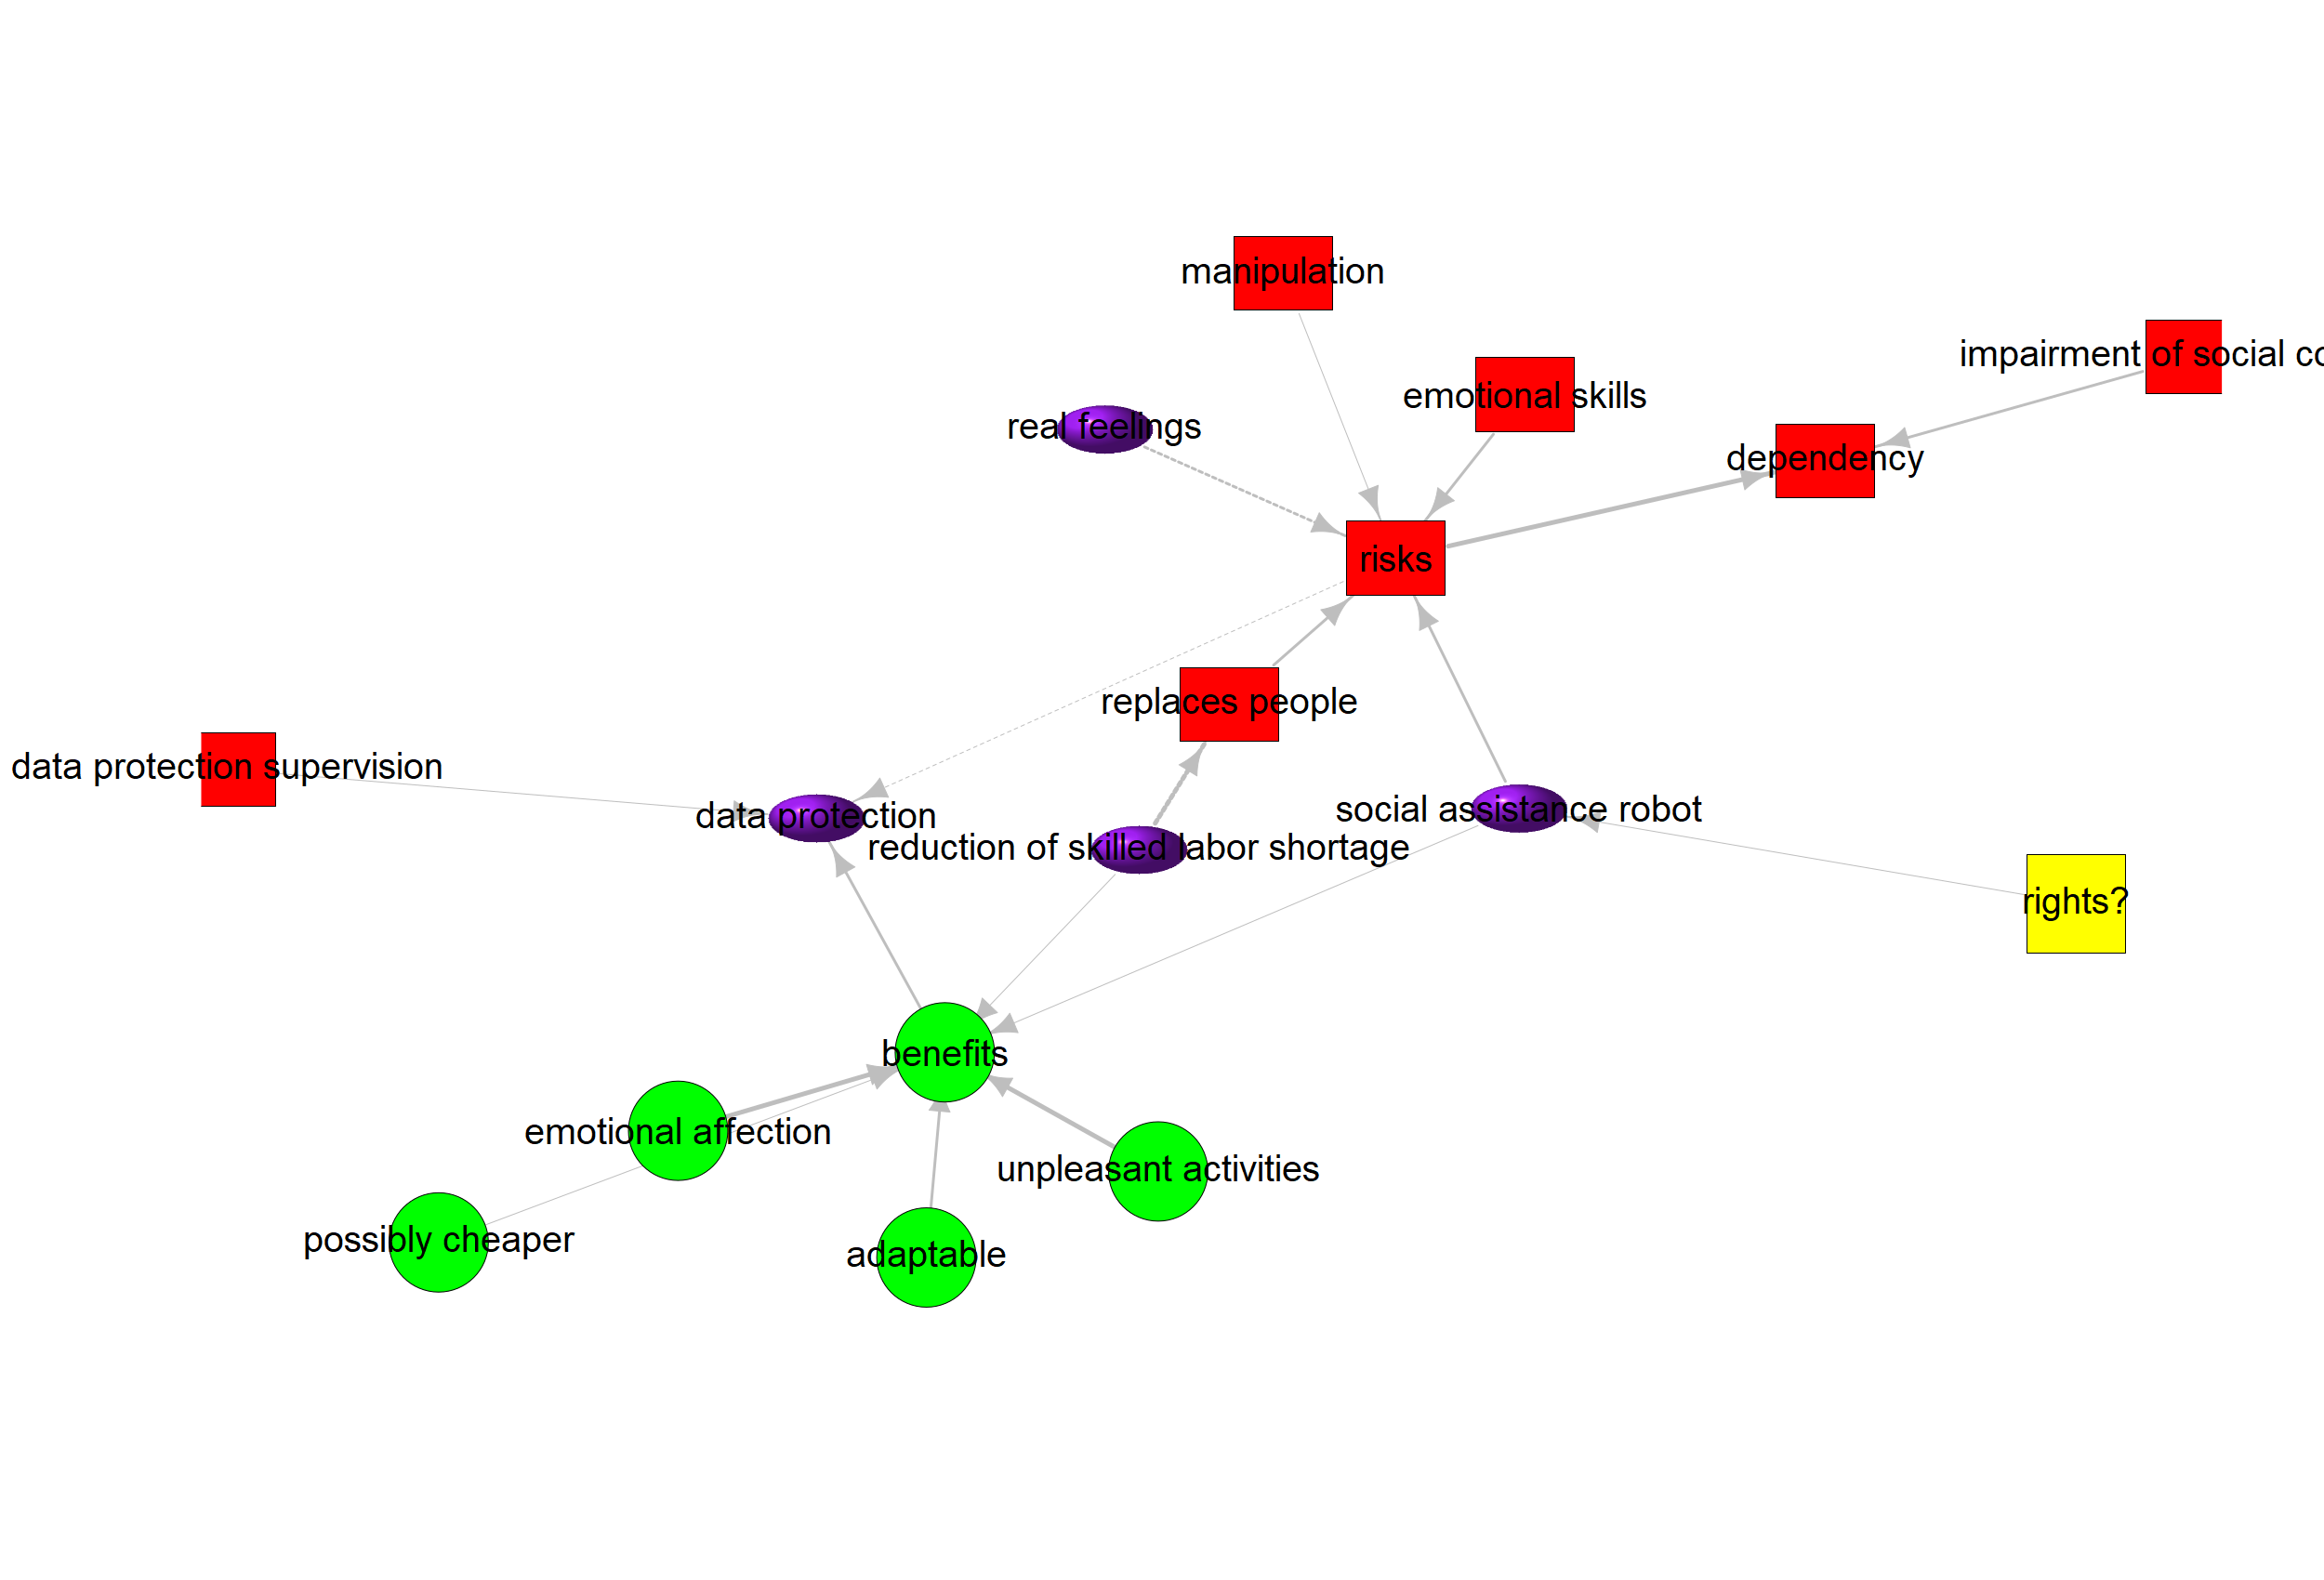 manipulation
impairment of social
emotional skills
real feelings
dependency
risks
replaces people
data protection supervision
social assistance robot
data protection
reduction of skilled labor shortage
rights?
benefits
emotional affection
unpleasant activities
possibly cheaper
adaptable